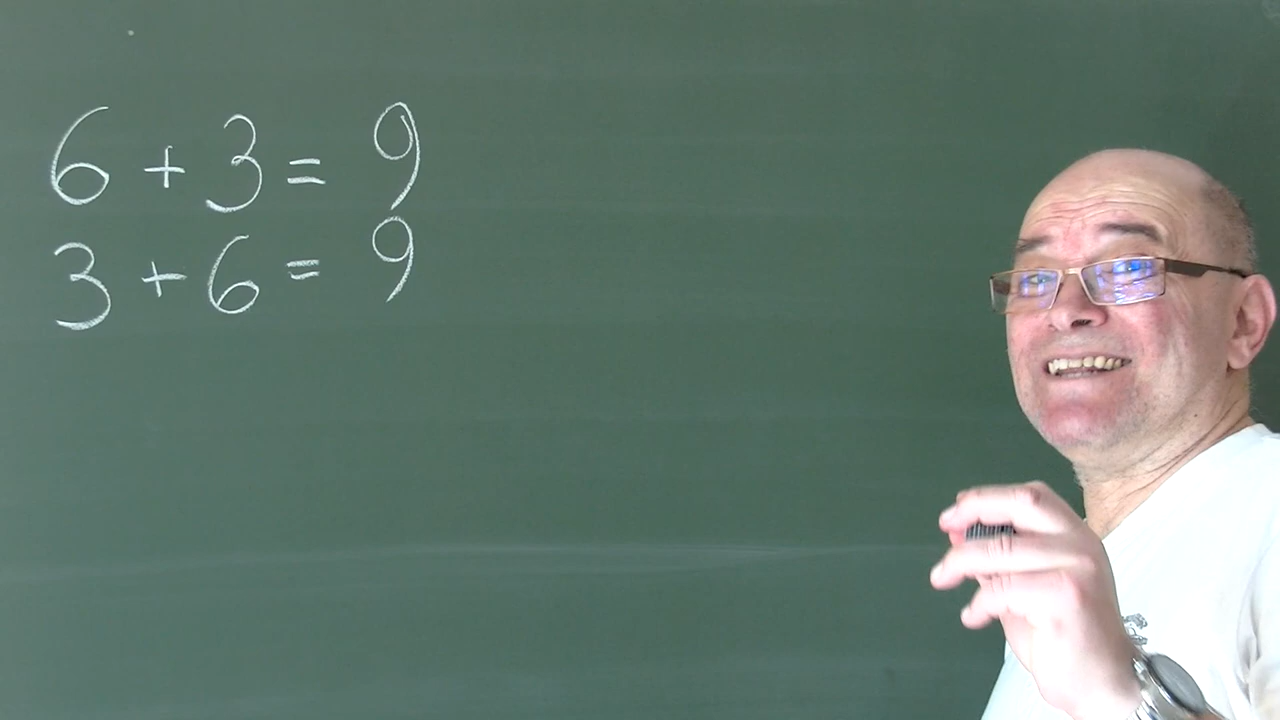 6 + 3 = 9
3 + 6 = 9